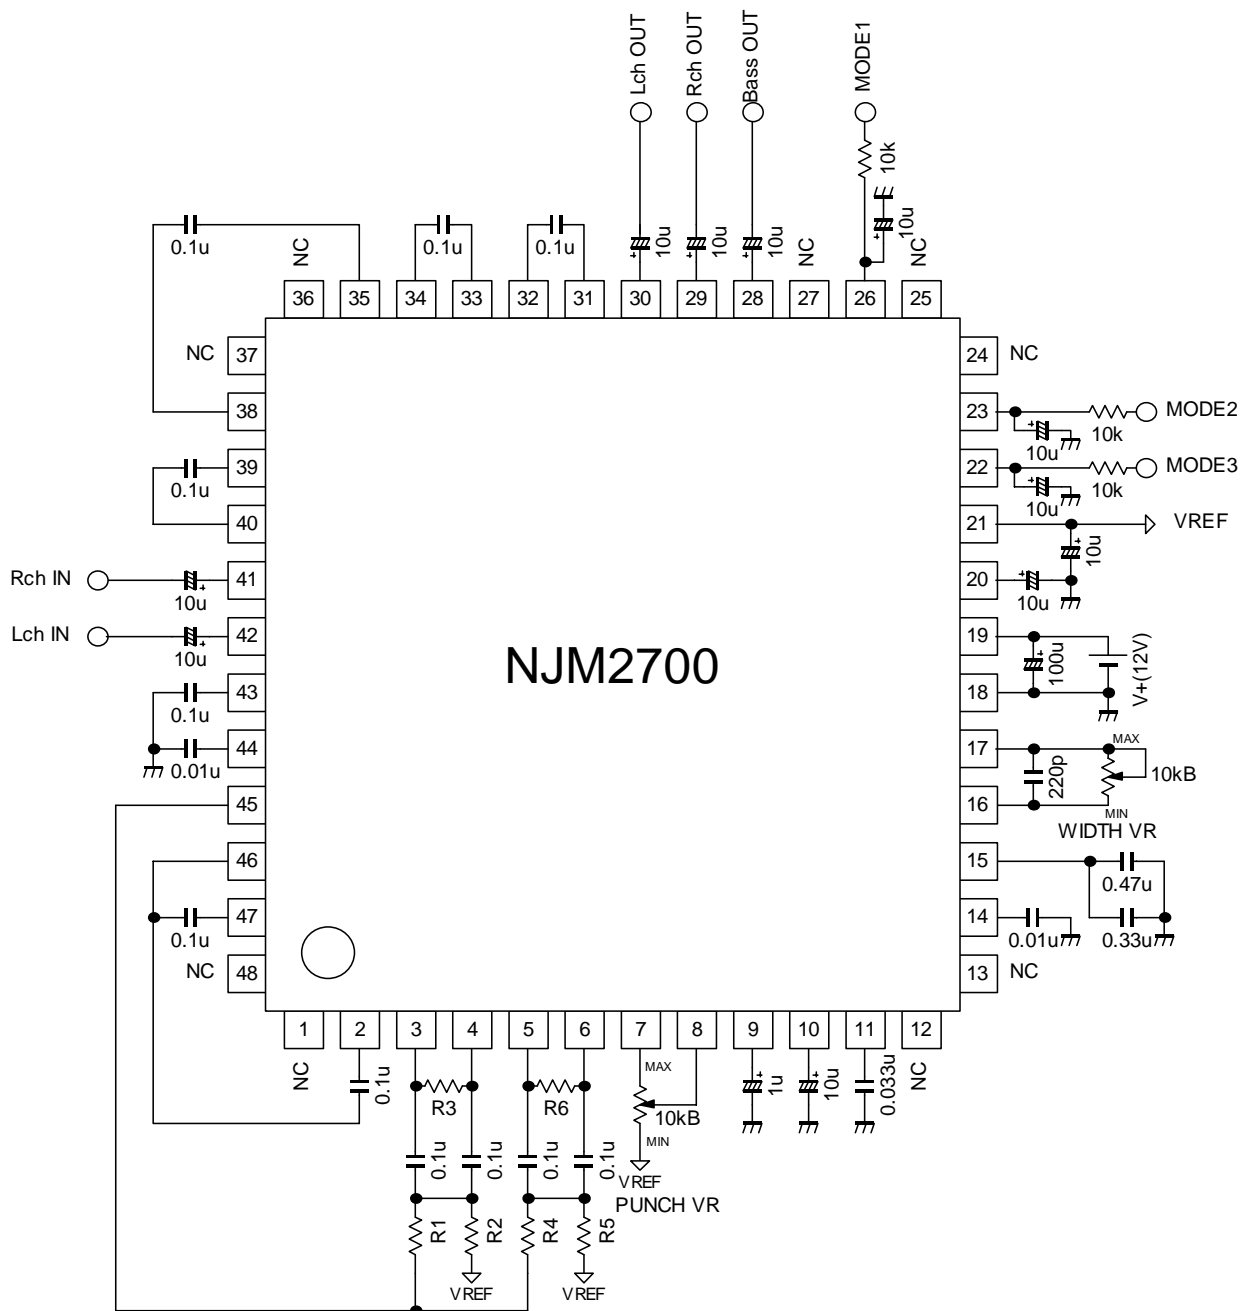 Lch OUT
Rch OUT
Bass OUT
MODE1
10k
10u
10u
10u
10u
0.1u
0.1u
0.1u
NC
NC
NC
36
35
34
33
32
31
30
29
28
27
26
25
NC
37
24
NC
38
23
MODE2
10k
10u
39
0.1u
22
MODE3
10k
10u
40
21
VREF
10u
Rch IN
10u
41
20
10u
Lch IN
10u
42
19
100u
V+(12V)
NJM2700
43
0.1u
18
44
0.01u
17
MAX
220p
10kB
45
16
MIN
WIDTH VR
46
15
0.47u
47
0.1u
14
0.01u
0.33u
NC
48
13
NC
1
2
3
4
5
6
7
8
9
10
11
12
NC
0.1u
R3
R6
MAX
10kB
MIN
1u
10u
0.033u
NC
0.1u
0.1u
0.1u
0.1u
VREF
PUNCH VR
R1
R2
R4
R5
VREF
VREF